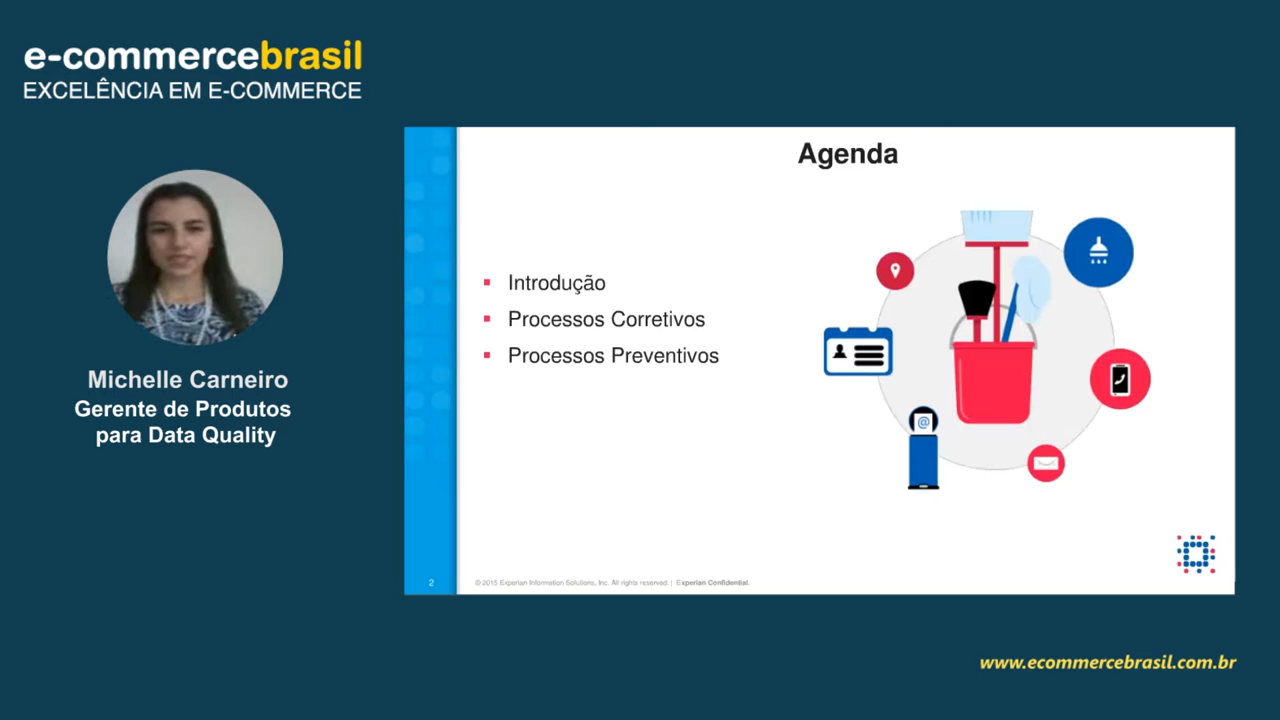 e-commercebrasil
EXCELÊNCIA EM E-COMMERCE
Michelle Carneiro
Gerente de Produtos
para Data Quality
Agenda
Introdução
Processos Corretivos
Processos Preventivos
@
2
© 2015 Experian Information Solutions, Inc. All rights reserved. | Experian Confidential.
www.ecommercebrasil.com.br